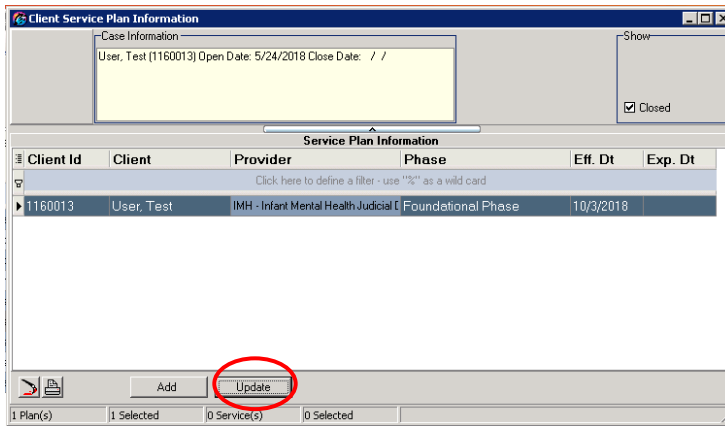 Client Service Plan Information
Case Information
Show
User, Test (1160013) Open Date: 5/24/2018 Close Date: / /
Closed
Service Plan Information
Client Id Client Provider Phase Eff. Dt Exp. Dt
Click here to define a filter - use "%" as a wild card
1160013 User, Test IMH - Infant Mental Health Judicial Foundational Phase 10/3/2018
Add Update
1 Plan(s) 1 Selected 0 Service(s) 0 Selected